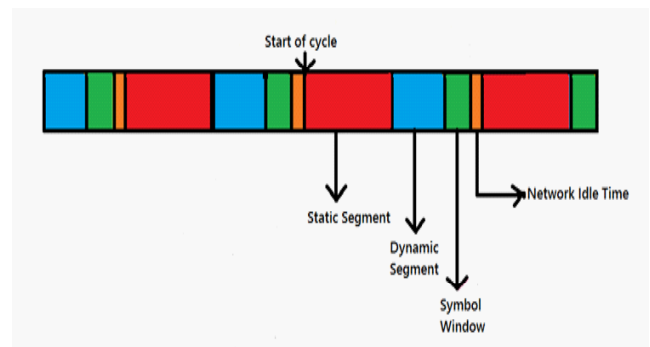 Start of cycle
Network Idle Time
Static Segment
Dynamic
Segment
Symbol
Window